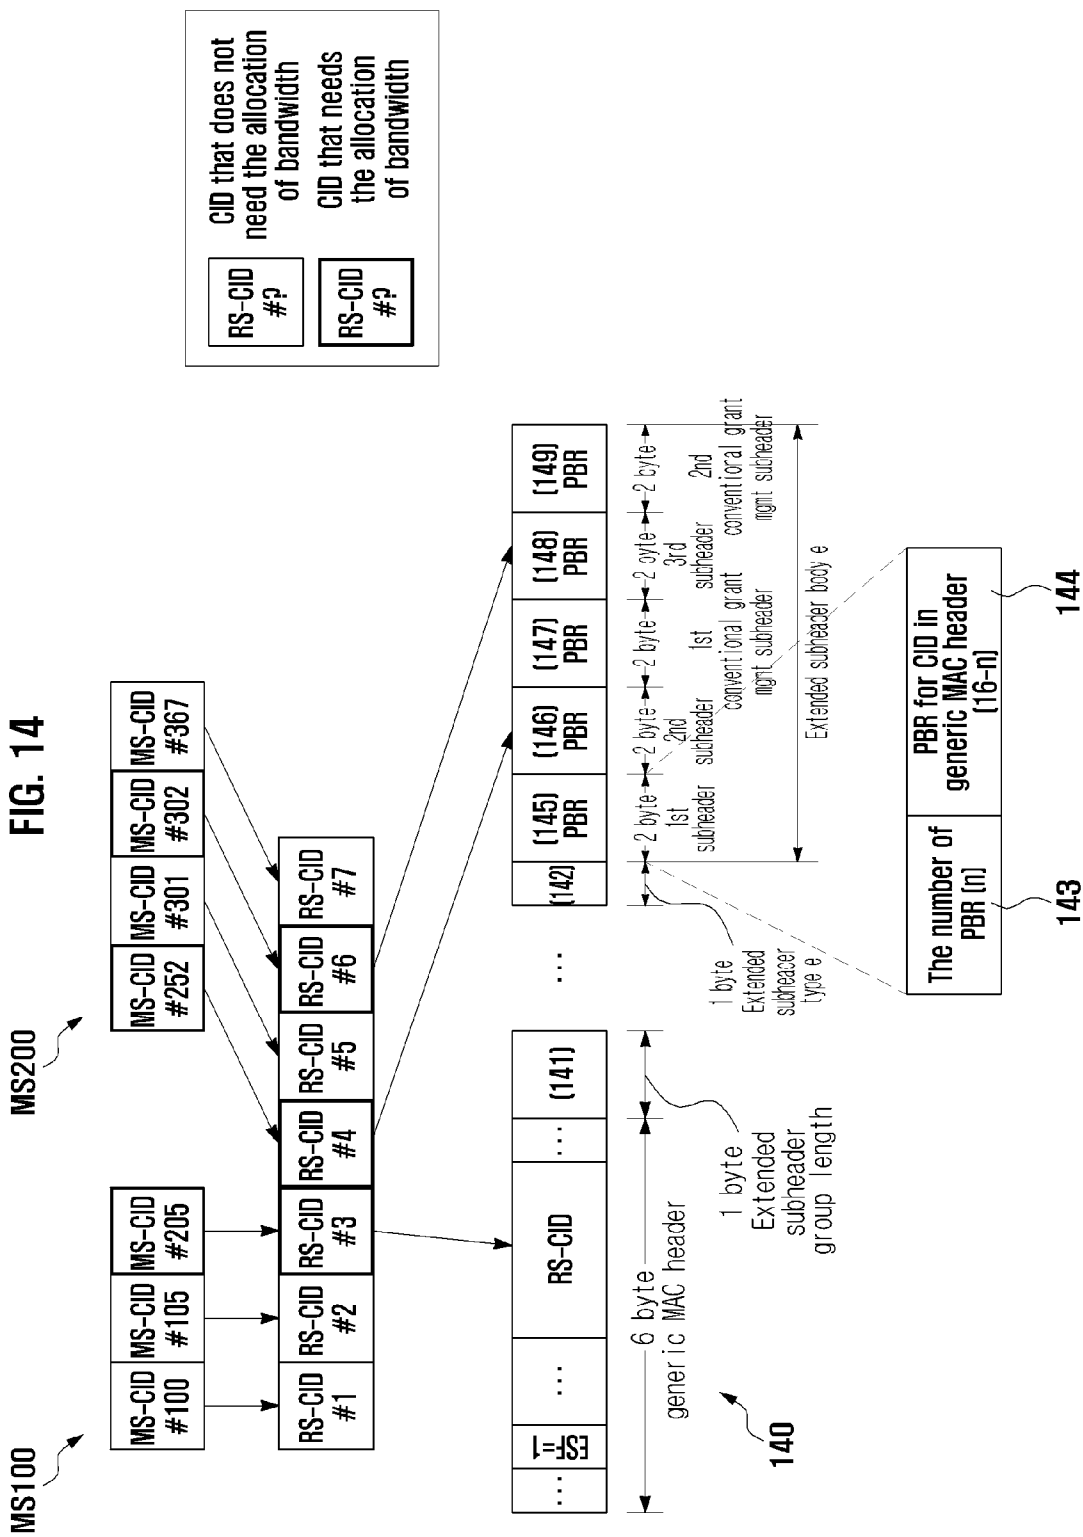 FIG. 14
MS100
MS200
MS-CID
#100
MS-CID
#105
MS-CID
#205
MS-CID
#252
MS-CID
#301
MS-CID
#302
MS-CID
#367
RS-CID
#?
CID that does not
need the allocation
of bandwidth
RS-CID
#?
CID that needs
the allocation
of bandwidth
RS-CID
#1
RS-CID
#2
RS-CID
#3
RS-CID
#4
RS-CID
#5
RS-CID
#6
RS-CID
#7
...
ESF=1
...
RS-CID
...
(141)
...
(142)
(145)
PBR
(146)
PBR
(147)
PBR
(148)
PBR
(149)
PBR
6 byte
generic MAC header
1 byte
Extended
subheader
group length
1 byte
Extended
subheacer
type e
2 byte
1st
subheader
2 byte
2nd
subheader
2 byte
1st
conventional grant
mgmt subheader
2 byte
3rd
subheader
2 byte
2nd
conventional grant
mgmt subheader
Extended subheader body e
140
The number of
PBR (n)
PBR for CID in
generic MAC header
(16-n)
143
144